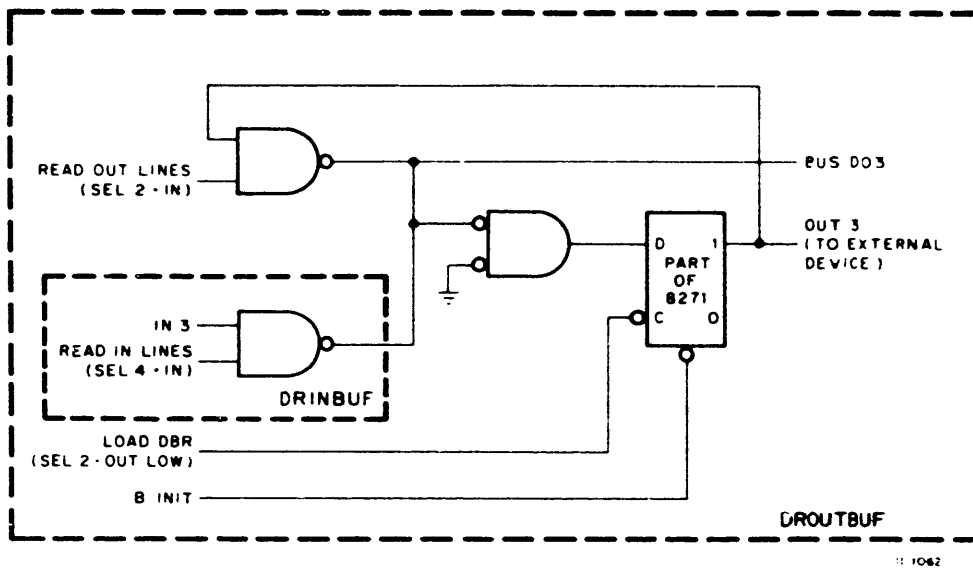 READ OUT LINES
(SEL 2 - IN)
BUS D03
OUT 3
(TO EXTERNAL
DEVICE)
D 1
PART
OF
8271
C 0
IN 3
READ IN LINES
(SEL 4 - IN)
DRINBUF
LOAD DBR
(SEL 2 - OUT LOW)
B INIT
DROUTBUF
1062